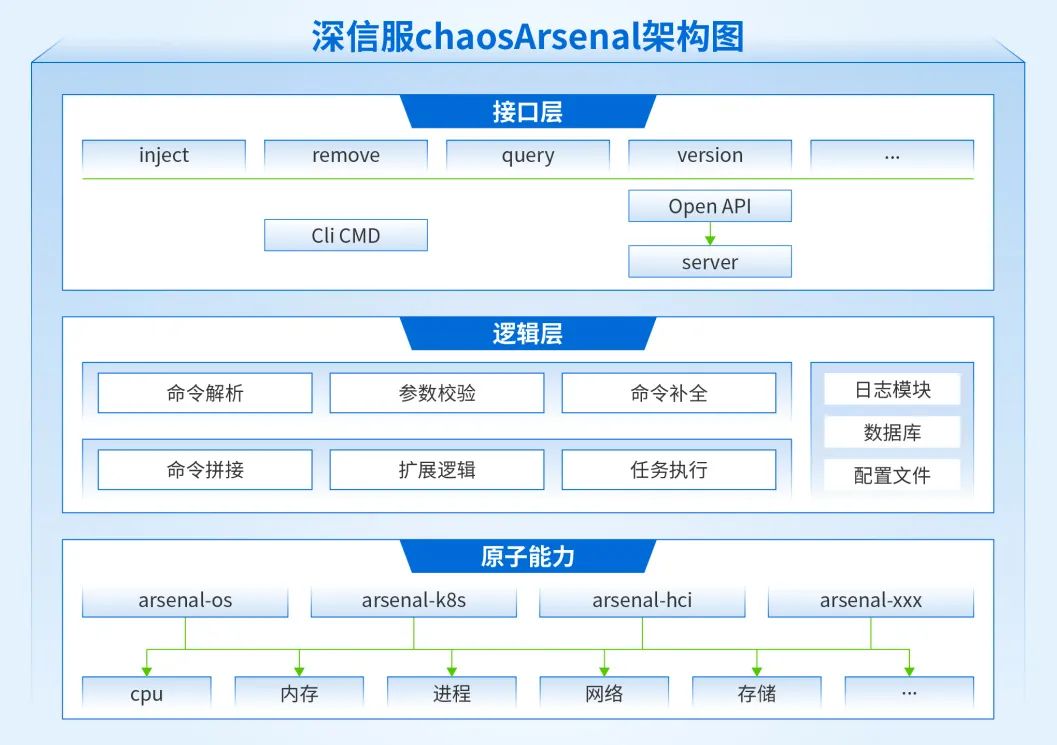 深信服chaosArsenal架构图
接口层
inject
remove
query
version
...
Open API
Cli CMD
server
逻辑层
命令解析
参数校验
命令补全
命令拼接
扩展逻辑
任务执行
日志模块
数据库
配置文件
原子能力
arsenal-os
arsenal-k8s
arsenal-hci
arsenal-xxx
cpu
内存
进程
网络
存储
...